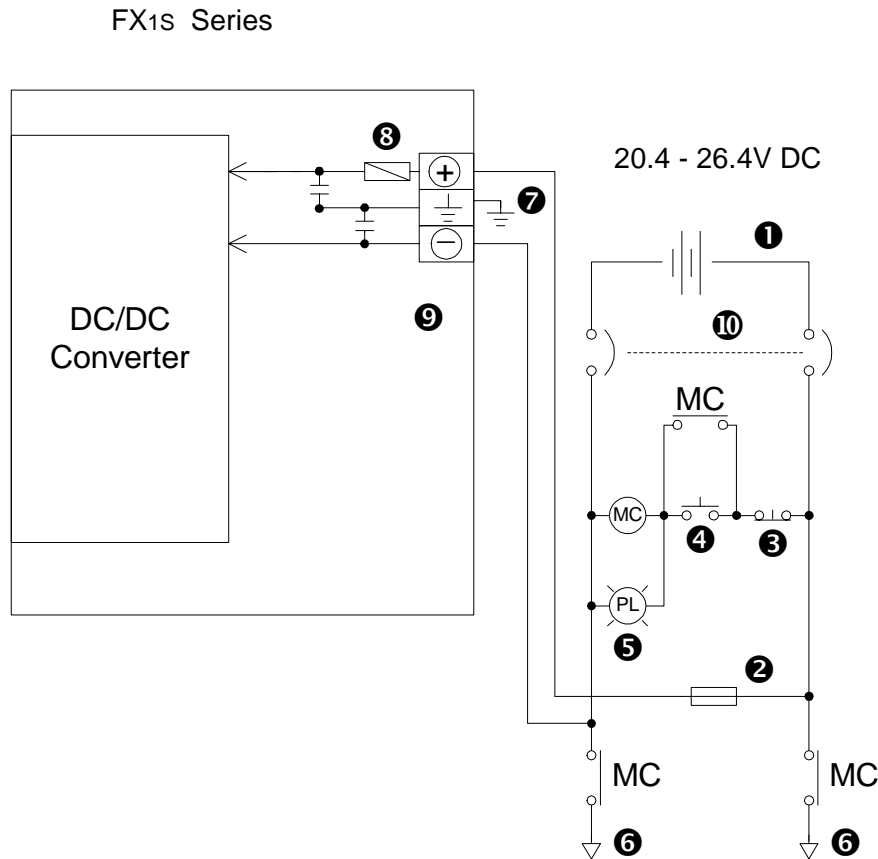 FX1S Series
❽
20.4 - 26.4V DC
❼
❶
DC/DC
Converter
❾
❿
MC
MC
❹
❸
PL
❺
❷
MC
MC
❻
❻